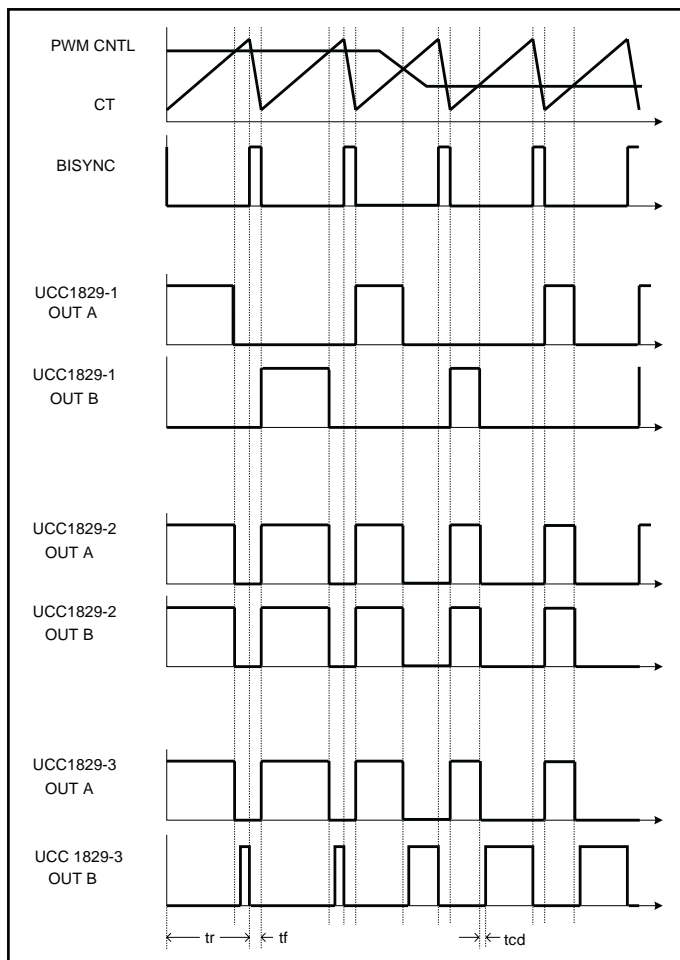 PWM CNTL
CT
BISYNC
UCC1829-1
OUT A
UCC1829-1
OUT B
UCC1829-2
OUT A
UCC1829-2
OUT B
UCC1829-3
OUT A
UCC 1829-3
OUT B
tr
tf
tcd